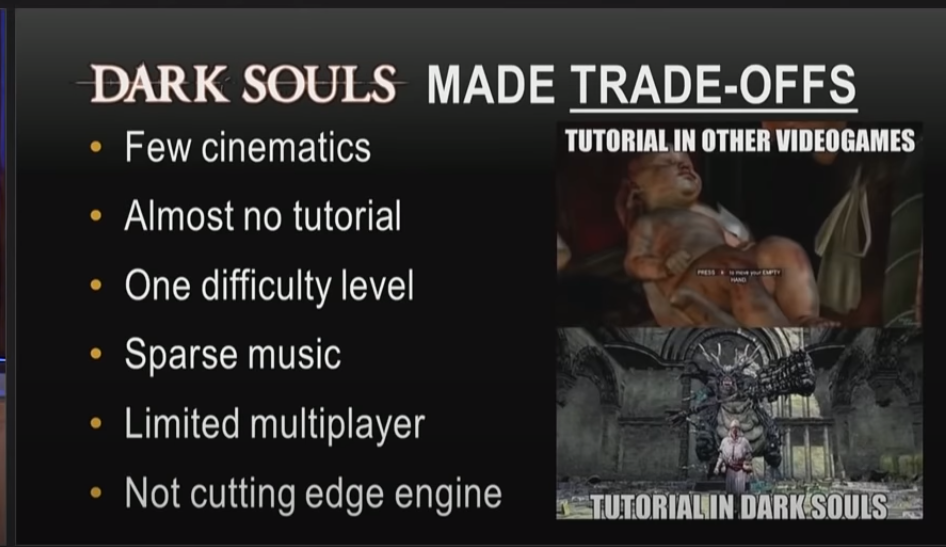 DARK SOULS MADE TRADE-OFFS
• Few cinematics
• Almost no tutorial
• One difficulty level
• Sparse music
• Limited multiplayer
• Not cutting edge engine
TUTORIAL IN OTHER VIDEOGAMES
PRESS to move your EMPTY
HAND
TUTORIAL IN DARK SOULS